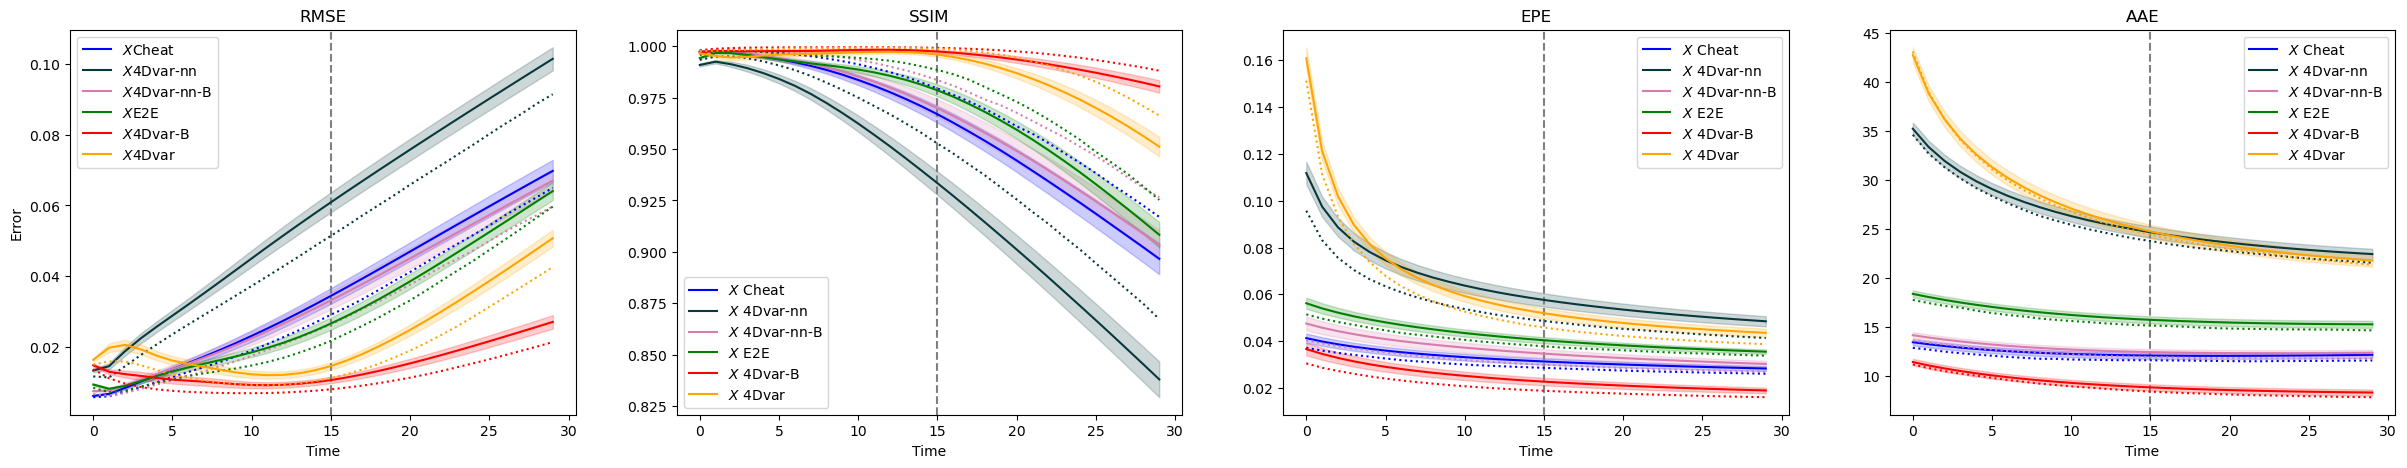 RMSE
Error
0.10
0.08
0.06
0.04
0.02
XCheat
X4Dvar-nn
X4Dvar-nn-B
XE2E
X4Dvar-B
X4Dvar
0 5 10 15 20 25 30
Time
SSIM
1.000
0.975
0.950
0.925
0.900
0.875
0.850
0.825
X Cheat
X 4Dvar-nn
X 4Dvar-nn-B
X E2E
X 4Dvar-B
X 4Dvar
0 5 10 15 20 25 30
Time
EPE
0.16
0.14
0.12
0.10
0.08
0.06
0.04
0.02
X Cheat
X 4Dvar-nn
X 4Dvar-nn-B
X E2E
X 4Dvar-B
X 4Dvar
0 5 10 15 20 25 30
Time
AAE
45
40
35
30
25
20
15
10
X Cheat
X 4Dvar-nn
X 4Dvar-nn-B
X E2E
X 4Dvar-B
X 4Dvar
0 5 10 15 20 25 30
Time